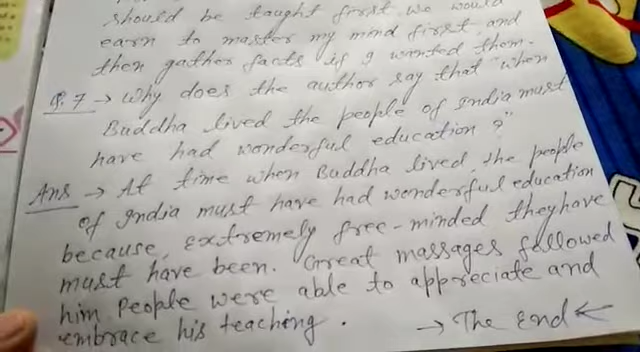 should be taught first. we would
earn to master my mind first, and
then gather facts if I wanted them.
Q. 7 → Why does the author say that "when
Buddha lived the people of India must
have had wonderful education ?"
Ans → At time when Buddha lived, the people
of India must have had wonderful education
because, extremely free-minded they have
must have been. Great massages followed
him. People were able to appreciate and
embrace his teaching.
→ The End ←